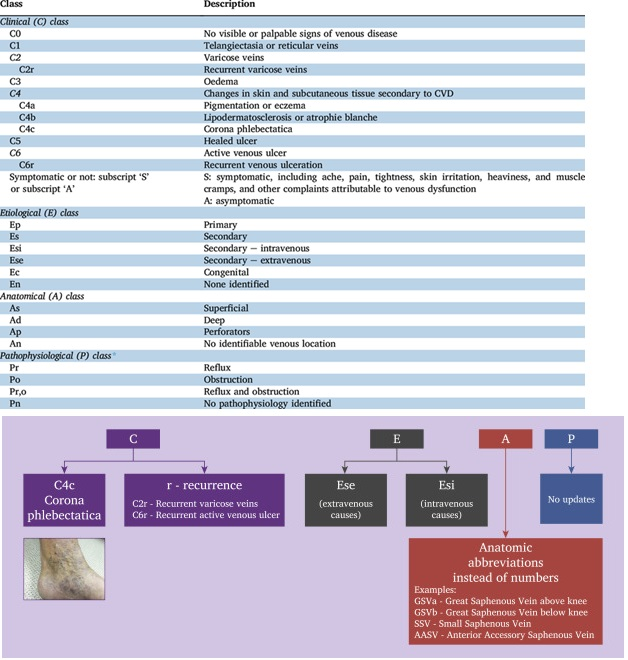 Class Description
Clinical (C) class
C0 No visible or palpable signs of venous disease
C1 Telangiectasia or reticular veins
C2 Varicose veins
C2r Recurrent varicose veins
C3 Oedema
C4 Changes in skin and subcutaneous tissue secondary to CVD
C4a Pigmentation or eczema
C4b Lipodermatosclerosis or atrophie blanche
C4c Corona phlebectatica
C5 Healed ulcer
C6 Active venous ulcer
C6r Recurrent venous ulceration
Symptomatic or not: subscript ‘S’ S: symptomatic, including ache, pain, tightness, skin irritation, heaviness, and muscle
or subscript ‘A’ cramps, and other complaints attributable to venous dysfunction
A: asymptomatic
Etiological (E) class
Ep Primary
Es Secondary
Esi Secondary – intravenous
Ese Secondary – extravenous
Ec Congenital
En None identified
Anatomical (A) class
As Superficial
Ad Deep
Ap Perforators
An No identifiable venous location
Pathophysiological (P) class*
Pr Reflux
Po Obstruction
Pr,o Reflux and obstruction
Pn No pathophysiology identified
C
C4c
Corona
phlebectatica
r - recurrence
C2r - Recurrent varicose veins
C6r - Recurrent active venous ulcer
E
Ese
(extravenous
causes)
Esi
(intravenous
causes)
A
Anatomic
abbreviations
instead of numbers
Examples:
GSVa - Great Saphenous Vein above knee
GSVb - Great Saphenous Vein below knee
SSV - Small Saphenous Vein
AASV - Anterior Accessory Saphenous Vein
P
No updates